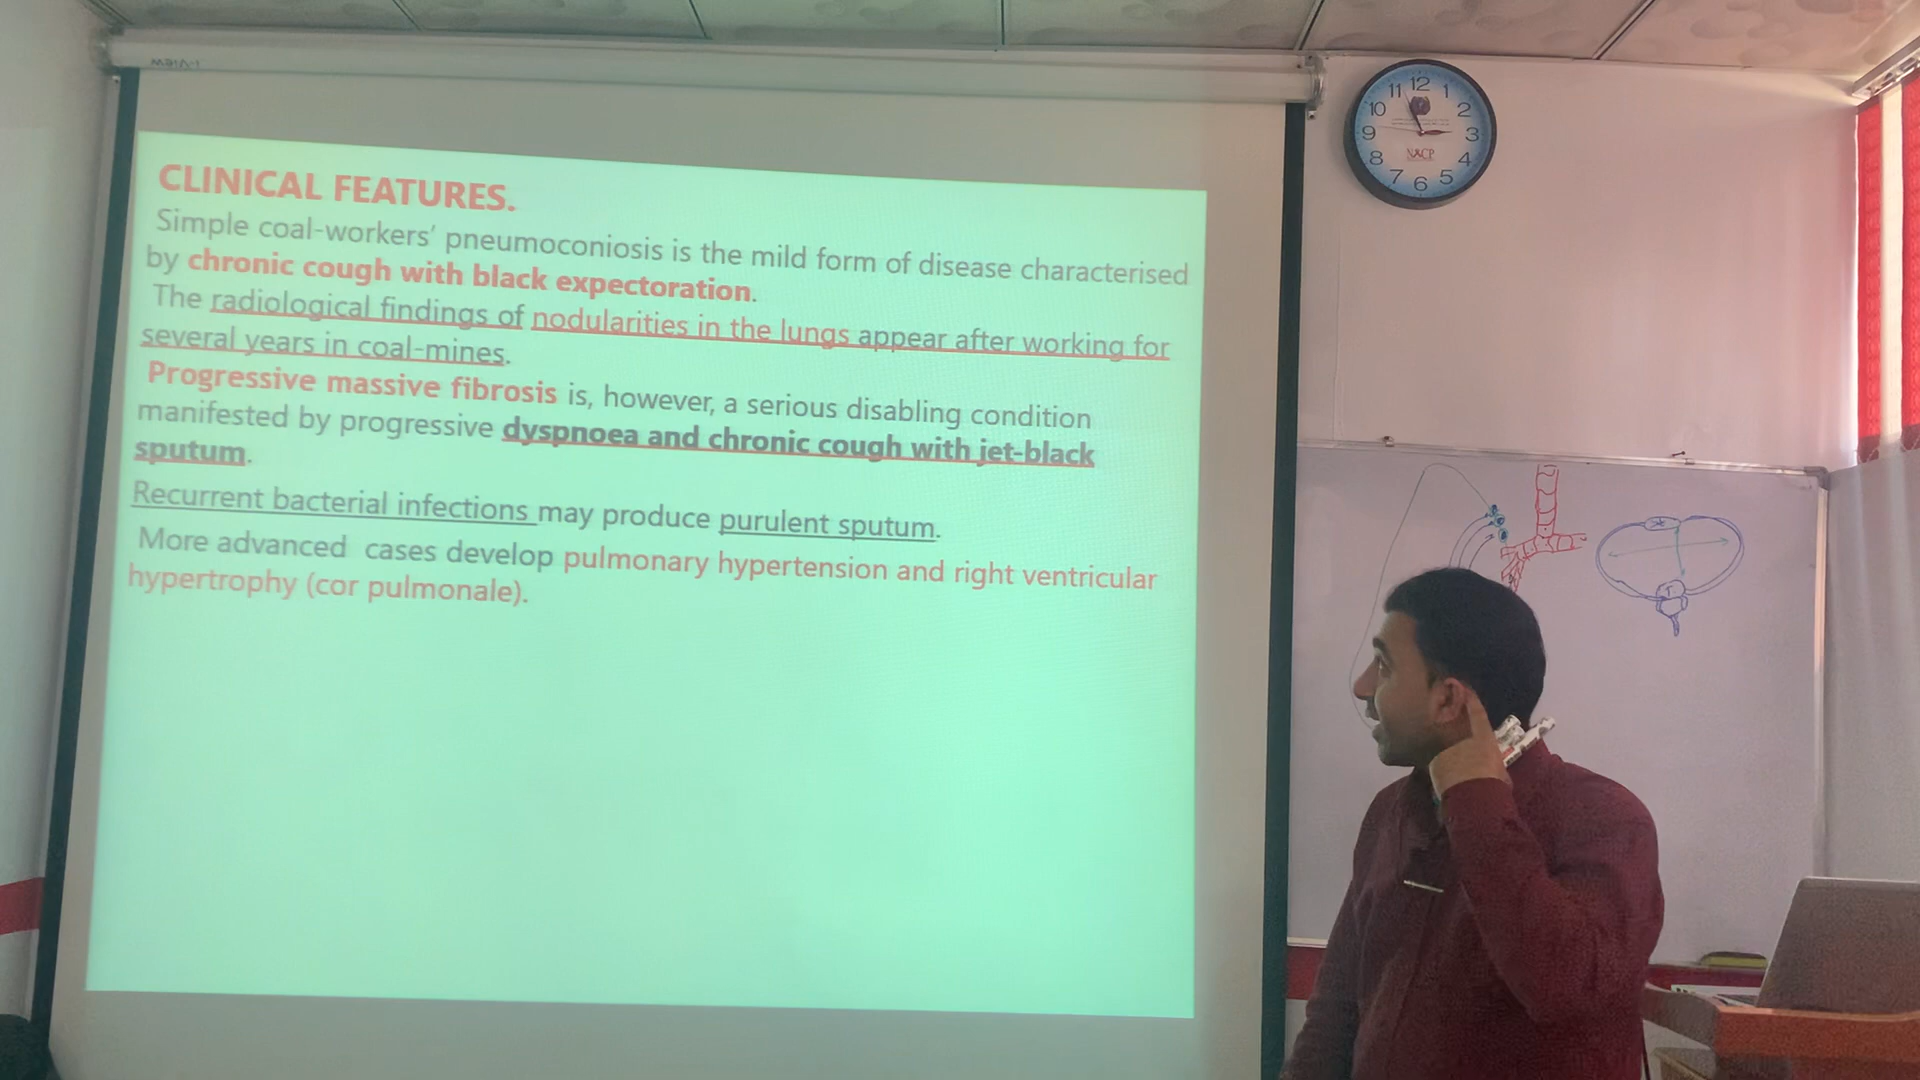 CLINICAL FEATURES.
Simple coal-workers' pneumoconiosis is the mild form of disease characterised
by chronic cough with black expectoration.
The radiological findings of nodularities in the lungs appear after working for
several years in coal-mines.
Progressive massive fibrosis is, however, a serious disabling condition
manifested by progressive dyspnoea and chronic cough with jet-black
sputum.
Recurrent bacterial infections may produce purulent sputum.
More advanced cases develop pulmonary hypertension and right ventricular
hypertrophy (cor pulmonale).
12
1
2
3
4
5
6
7
8
9
10
11